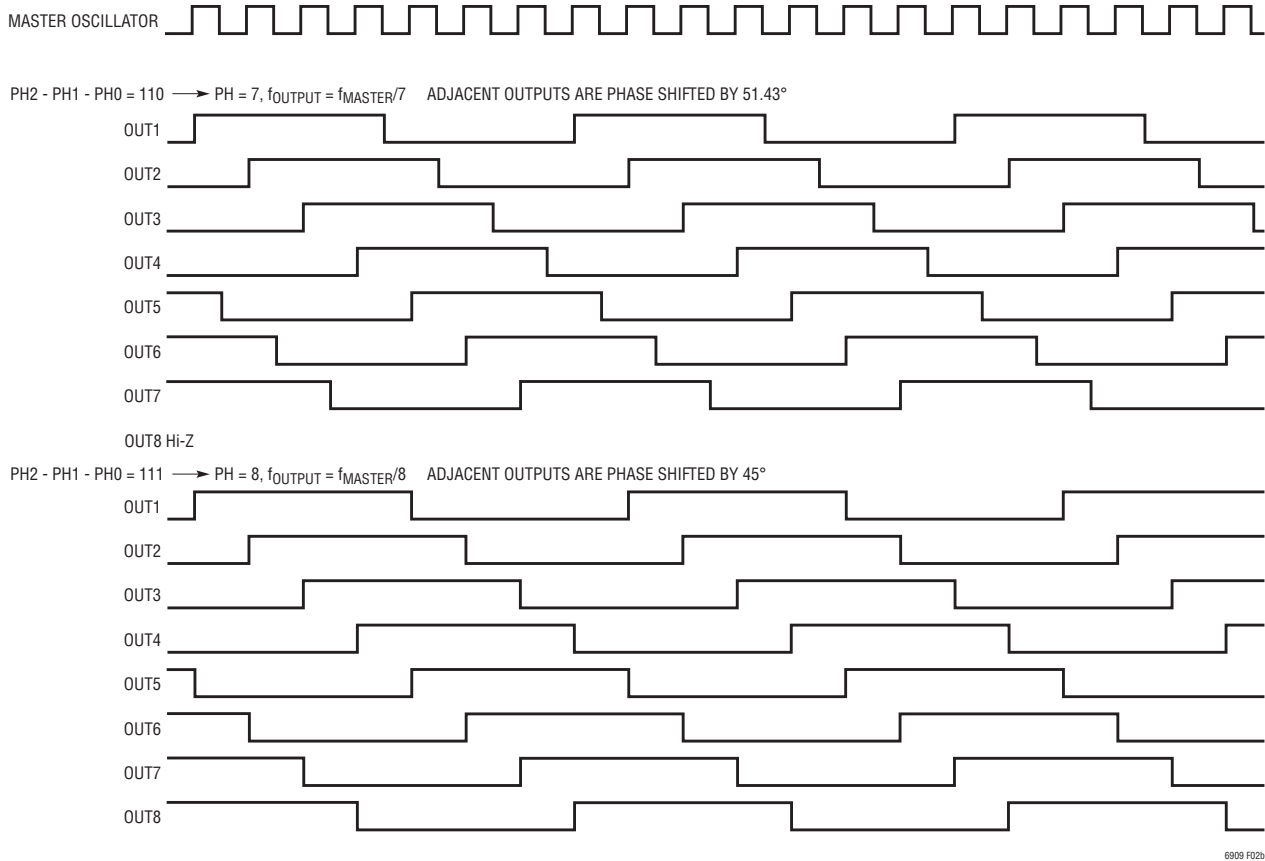 MASTER OSCILLATOR
PH2 - PH1 - PH0 = 110 → PH = 7, fOUTPUT = fMASTER/7 ADJACENT OUTPUTS ARE PHASE SHIFTED BY 51.43°
OUT1
OUT2
OUT3
OUT4
OUT5
OUT6
OUT7
OUT8 Hi-Z
PH2 - PH1 - PH0 = 111 → PH = 8, fOUTPUT = fMASTER/8 ADJACENT OUTPUTS ARE PHASE SHIFTED BY 45°
OUT1
OUT2
OUT3
OUT4
OUT5
OUT6
OUT7
OUT8
6909 F02b